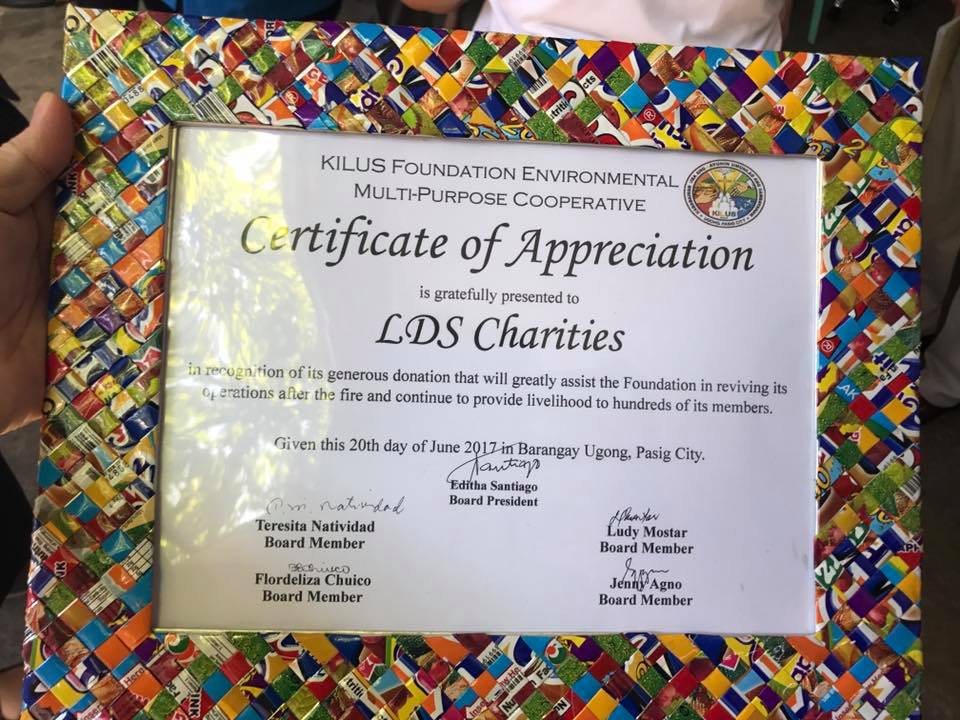 KILUS FOUNDATION ENVIRONMENTAL
MULTI-PURPOSE COOPERATIVE
KILUS
Certificate of Appreciation
is gratefully presented to
LDS Charities
in recognition of its generous donation that will greatly assist the Foundation in reviving its
operations after the fire and continue to provide livelihood to hundreds of its members.
Given this 20th day of June 2017 in Barangay Ugong, Pasig City.
Santiago
Editha Santiago
Board President
Natividad
Teresita Natividad
Board Member
Ludy Mostar
Board Member
Flordeliza Chuico
Board Member
Jenny Agno
Board Member